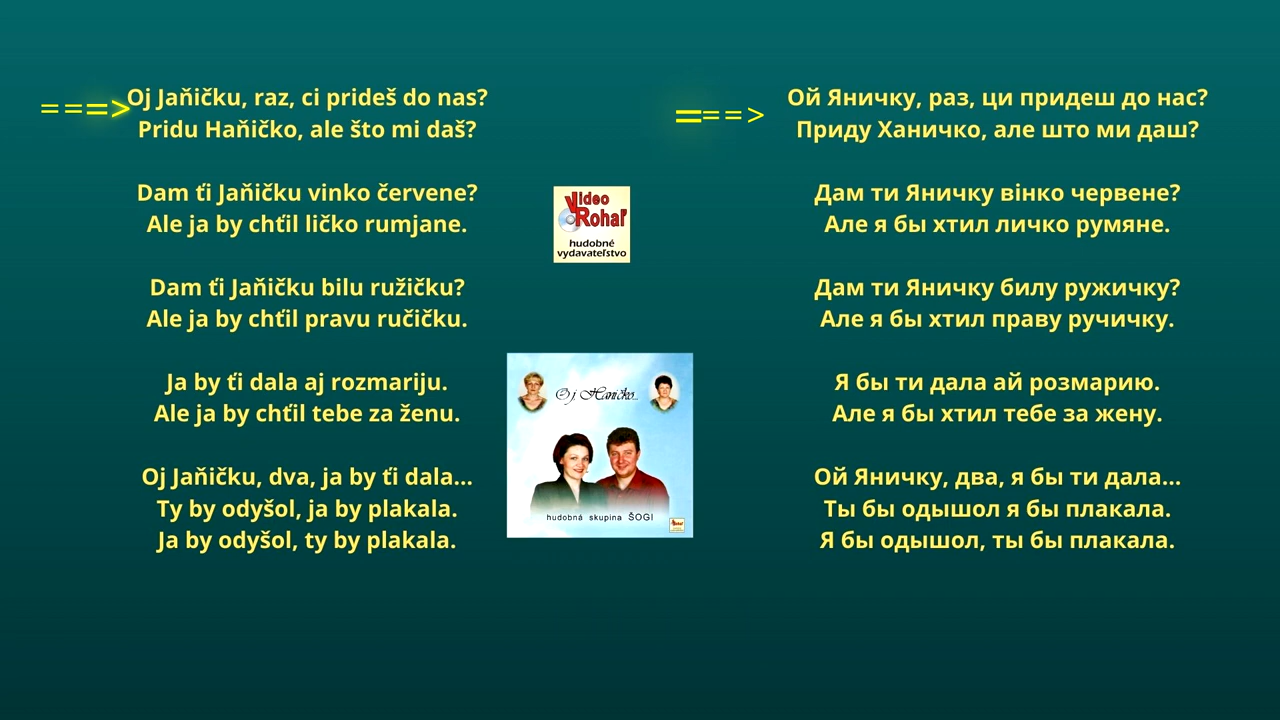 ===>
Oj Jaňičku, raz, ci prideš do nas?
Pridu Haňičko, ale što mi daš?
Dam ťi Jaňičku vinko červene?
Ale ja by chťil ličko rumjane.
Dam ťi Jaňičku bilu ružičku?
Ale ja by chťil pravu ručičku.
Ja by ťi dala aj rozmariju.
Ale ja by chťil tebe za ženu.
Oj Jaňičku, dva, ja by ťi dala...
Ty by odyšol, ja by plakala.
Ja by odyšol, ty by plakala.
Video
Rohaľ
hudobné
vydavateľstvo
Oj, Haničko...
hudobná skupina ŠOGI
===>
Ой Яничку, раз, ци придеш до нас?
Приду Ханичко, але што ми даш?
Дам ти Яничку вінко червене?
Але я бы хтил личко румяне.
Дам ти Яничку билу ружичку?
Але я бы хтил праву ручичку.
Я бы ти дала ай розмарию.
Але я бы хтил тебе за жену.
Ой Яничку, два, я бы ти дала...
Ты бы одышол я бы плакала.
Я бы одышол, ты бы плакала.